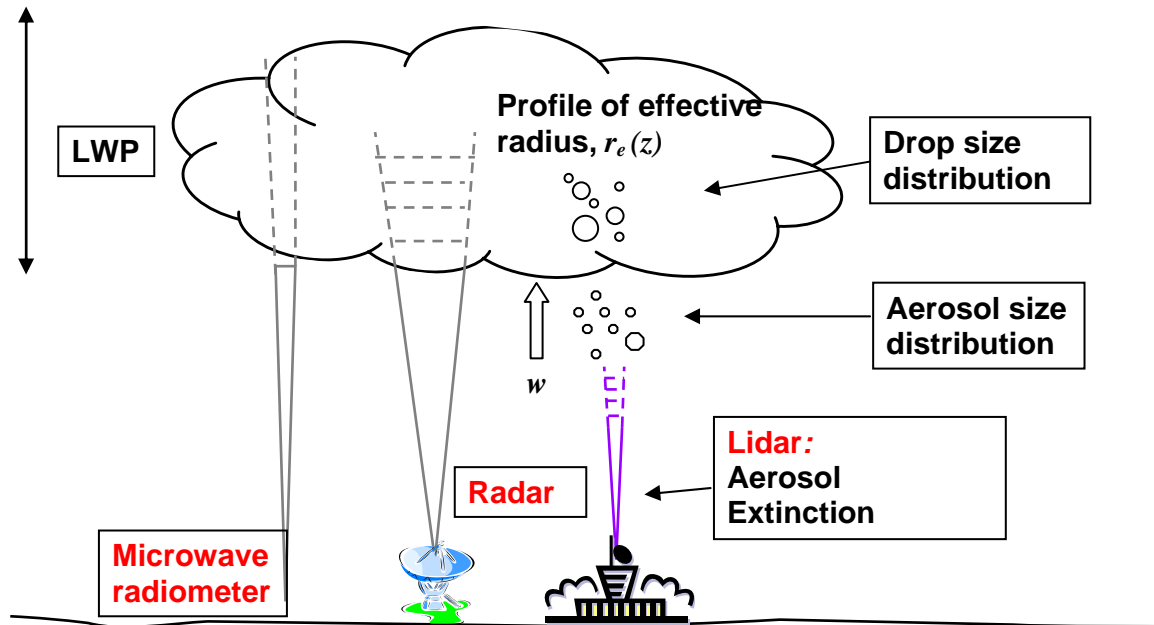 Profile of effective
radius, re(z)
LWP
Drop size
distribution
Aerosol size
distribution
w
Lidar:
Aerosol
Extinction
Radar
Microwave
radiometer